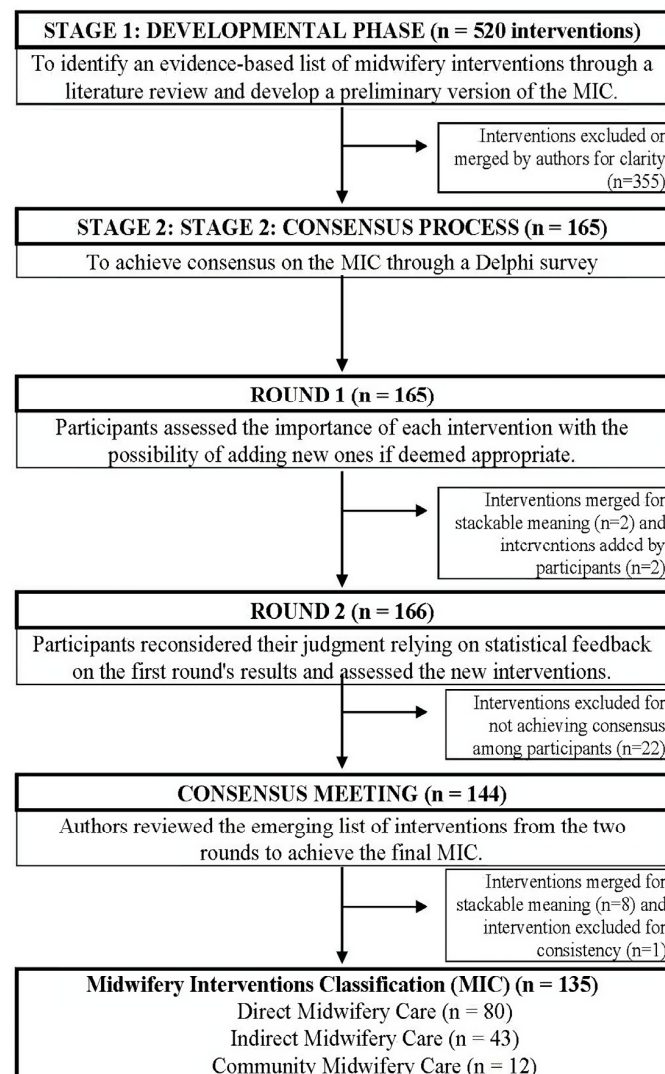 STAGE 1: DEVELOPMENTAL PHASE (n = 520 interventions)
To identify an evidence-based list of midwifery interventions through a
literature review and develop a preliminary version of the MIC.
Interventions excluded or
merged by authors for clarity
(n=355)
STAGE 2: STAGE 2: CONSENSUS PROCESS (n = 165)
To achieve consensus on the MIC through a Delphi survey
ROUND 1 (n = 165)
Participants assessed the importance of each intervention with the
possibility of adding new ones if deemed appropriate.
Interventions merged for
stackable meaning (n=2) and
interventions added by
participants (n=2)
ROUND 2 (n = 166)
Participants reconsidered their judgment relying on statistical feedback
on the first round's results and assessed the new interventions.
Interventions excluded for
not achieving consensus
among participants (n=22)
CONSENSUS MEETING (n = 144)
Authors reviewed the emerging list of interventions from the two
rounds to achieve the final MIC.
Interventions merged for
stackable meaning (n=8) and
intervention excluded for
consistency (n=1)
Midwifery Interventions Classification (MIC) (n = 135)
Direct Midwifery Care (n = 80)
Indirect Midwifery Care (n = 43)
Community Midwifery Care (n = 12)